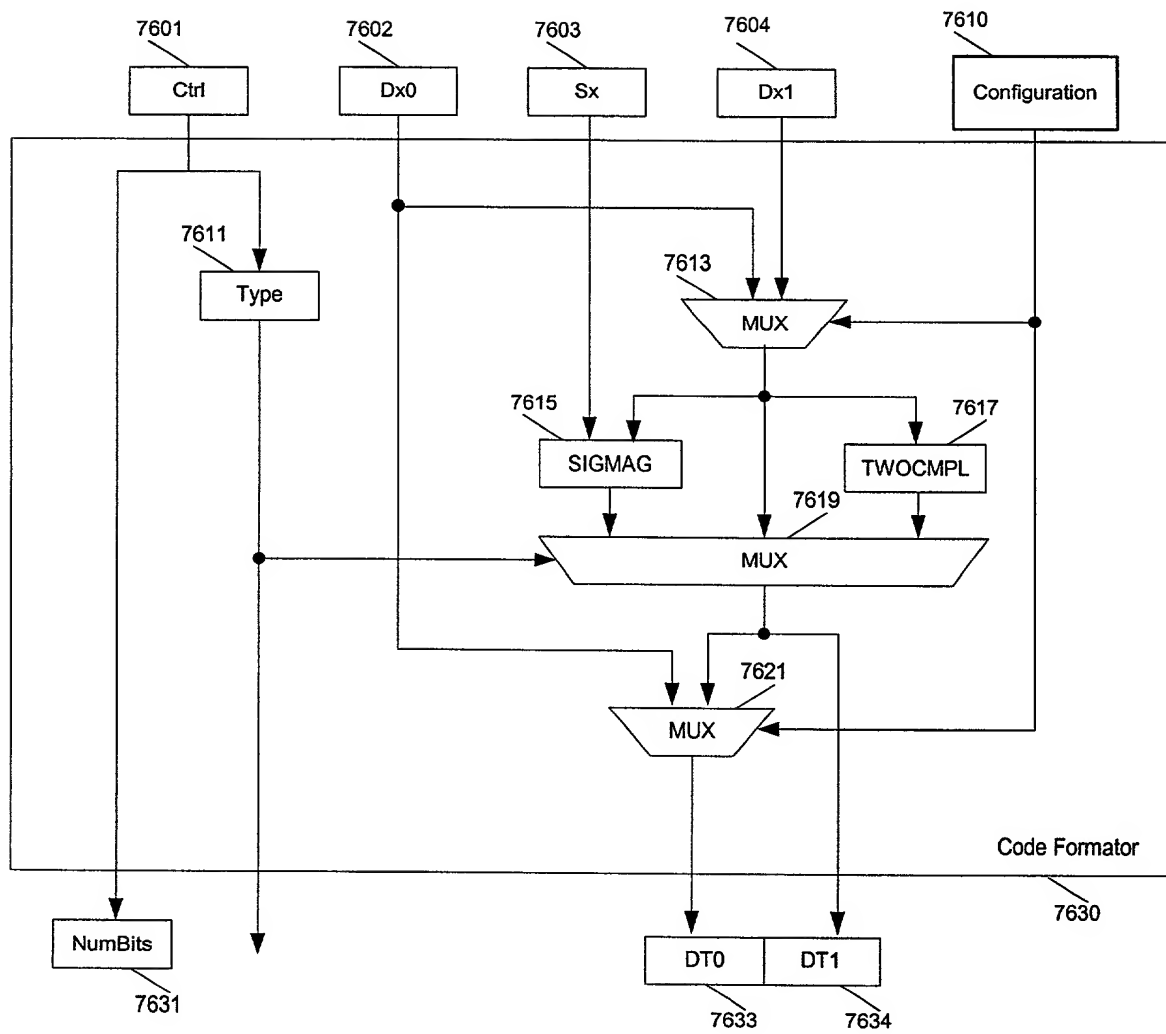 7601
7602
7603
7604
7610
Ctrl
Dx0
Sx
Dx1
Configuration
7611
Type
7613
MUX
7615
SIGMAG
7617
TWOCMPL
7619
MUX
7621
MUX
Code Formator
7630
NumBits
7631
DT0
DT1
7633
7634